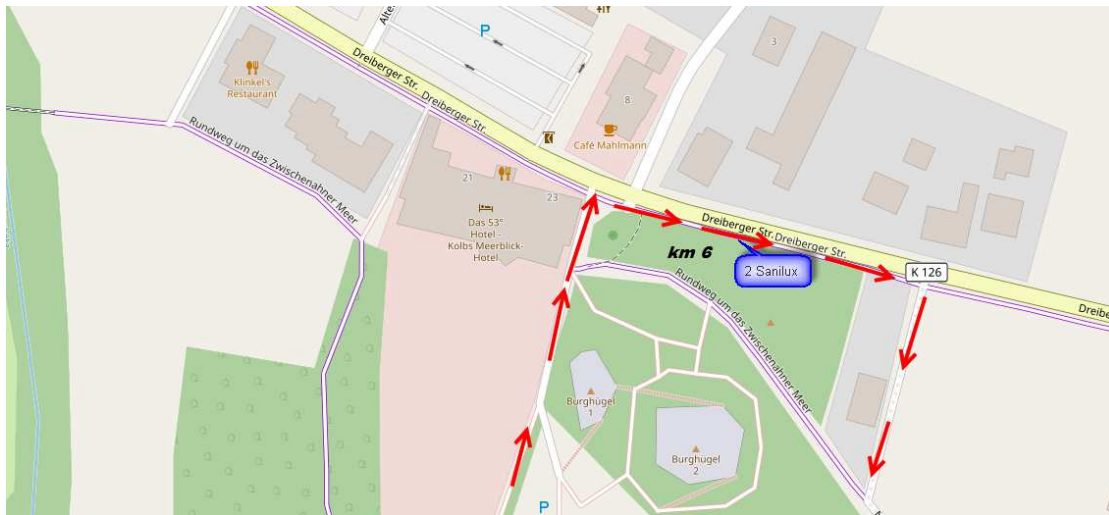 P
Alte
3
Dreiberger Str.
Dreiberger Str.
Klinkel's
Restaurant
8
Café Mahlmann
Rundweg um das Zwischenahner Meer
21
23
Das 53°
Hotel -
Kolbs Meerblick-
Hotel
Dreiberger Str.
Dreiberger Str.
km 6
2 Sanilux
K 126
Rundweg um das Zwischenahner Meer
Dreibe
Burghügel
1
Burghügel
2
P